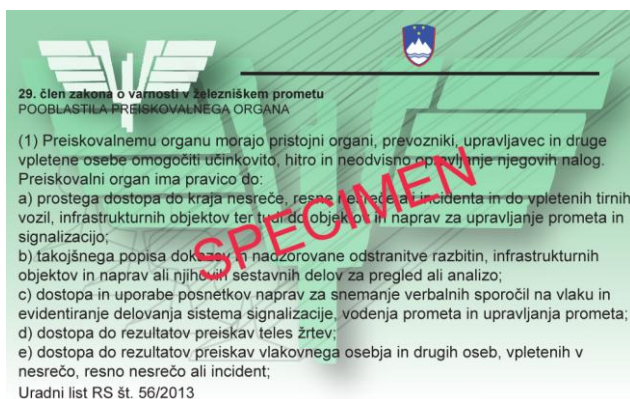 29. člen zakona o varnosti v železniškem prometu
POOBLASTILA PREISKOVALNEGA ORGANA
(1) Preiskovalnemu organu morajo pristojni organi, prevozniki, upravljavec in druge
vpletene osebe omogočiti učinkovito, hitro in neodvisno opravljanje njegovih nalog.
Preiskovalni organ ima pravico do:
a) prostega dostopa do kraja nesreče, resne nesreče ali incidenta in do vpletenih tirnih
vozil, infrastrukturnih objektov ter tudi do objektov in naprav za upravljanje prometa in
signalizacijo;
b) takojšnega popisa dokazov in nadzorovane odstranitve razbitin, infrastrukturnih
objektov in naprav ali njihovih sestavnih delov za pregled ali analizo;
c) dostopa in uporabe posnetkov naprav za snemanje verbalnih sporočil na vlaku in
evidentiranje delovanja sistema signalizacije, vodenja prometa in upravljanja prometa;
d) dostopa do rezultatov preiskav teles žrtev;
e) dostopa do rezultatov preiskav vlakovnega osebja in drugih oseb, vpletenih v
nesrečo, resno nesrečo ali incident;
Uradni list RS št. 56/2013
SPECIMEN